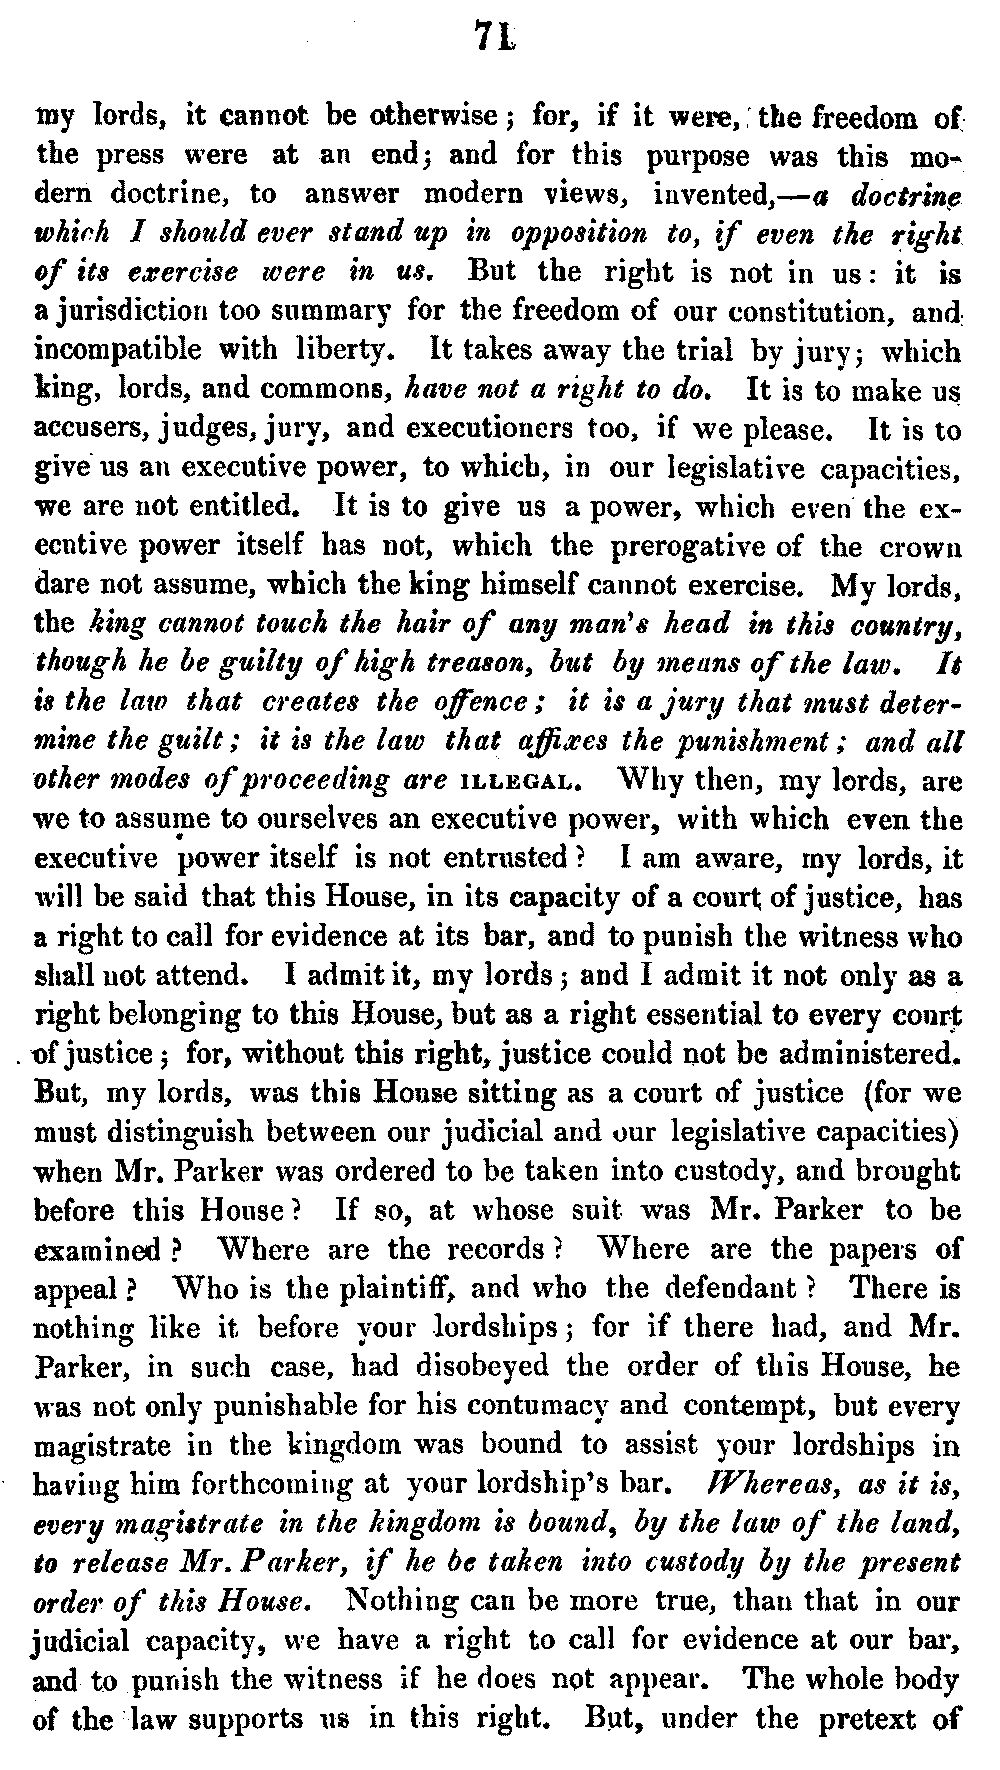 71
my lords, it cannot be otherwise; for, if it were, the freedom of
the press were at an end; and for this purpose was this mo-
dern doctrine, to answer modern views, invented,—a doctrine
which I should ever stand up in opposition to, if even the right
of its exercise were in us. But the right is not in us: it is
a jurisdiction too summary for the freedom of our constitution, and
incompatible with liberty. It takes away the trial by jury; which
king, lords, and commons, have not a right to do. It is to make us
accusers, judges, jury, and executioners too, if we please. It is to
give us an executive power, to which, in our legislative capacities,
we are not entitled. It is to give us a power, which even the ex-
ecutive power itself has not, which the prerogative of the crown
dare not assume, which the king himself cannot exercise. My lords,
the king cannot touch the hair of any man's head in this country,
though he be guilty of high treason, but by means of the law. It
is the law that creates the offence; it is a jury that must deter-
mine the guilt; it is the law that affixes the punishment; and all
other modes of proceeding are ILLEGAL. Why then, my lords, are
we to assume to ourselves an executive power, with which even the
executive power itself is not entrusted? I am aware, my lords, it
will be said that this House, in its capacity of a court of justice, has
a right to call for evidence at its bar, and to punish the witness who
shall not attend. I admit it, my lords; and I admit it not only as a
right belonging to this House, but as a right essential to every court
of justice; for, without this right, justice could not be administered.
But, my lords, was this House sitting as a court of justice (for we
must distinguish between our judicial and our legislative capacities)
when Mr. Parker was ordered to be taken into custody, and brought
before this House? If so, at whose suit was Mr. Parker to be
examined? Where are the records? Where are the papers of
appeal? Who is the plaintiff, and who the defendant? There is
nothing like it before your lordships; for if there had, and Mr.
Parker, in such case, had disobeyed the order of this House, he
was not only punishable for his contumacy and contempt, but every
magistrate in the kingdom was bound to assist your lordships in
having him forthcoming at your lordship's bar. Whereas, as it is,
every magistrate in the kingdom is bound, by the law of the land,
to release Mr. Parker, if he be taken into custody by the present
order of this House. Nothing can be more true, than that in our
judicial capacity, we have a right to call for evidence at our bar,
and to punish the witness if he does not appear. The whole body
of the law supports us in this right. But, under the pretext of